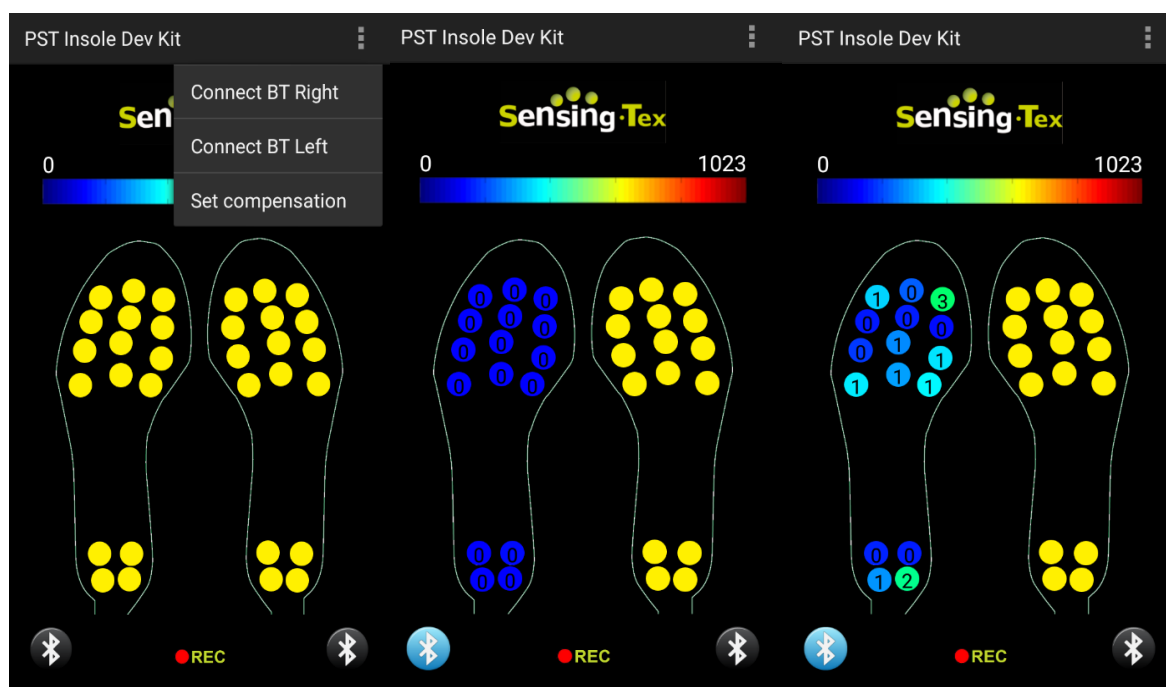 PST Insole Dev Kit
Connect BT Right
Sen
Connect BT Left
0
Set compensation
REC
PST Insole Dev Kit
Sensing·Tex
0 1023
0 0 0
0 0 0
0 0 0
0 0 0
0 0
0 0
REC
PST Insole Dev Kit
Sensing·Tex
0 1023
1 0 3
0 0 0
0 1 1
1 1 1
0 0
1 2
REC